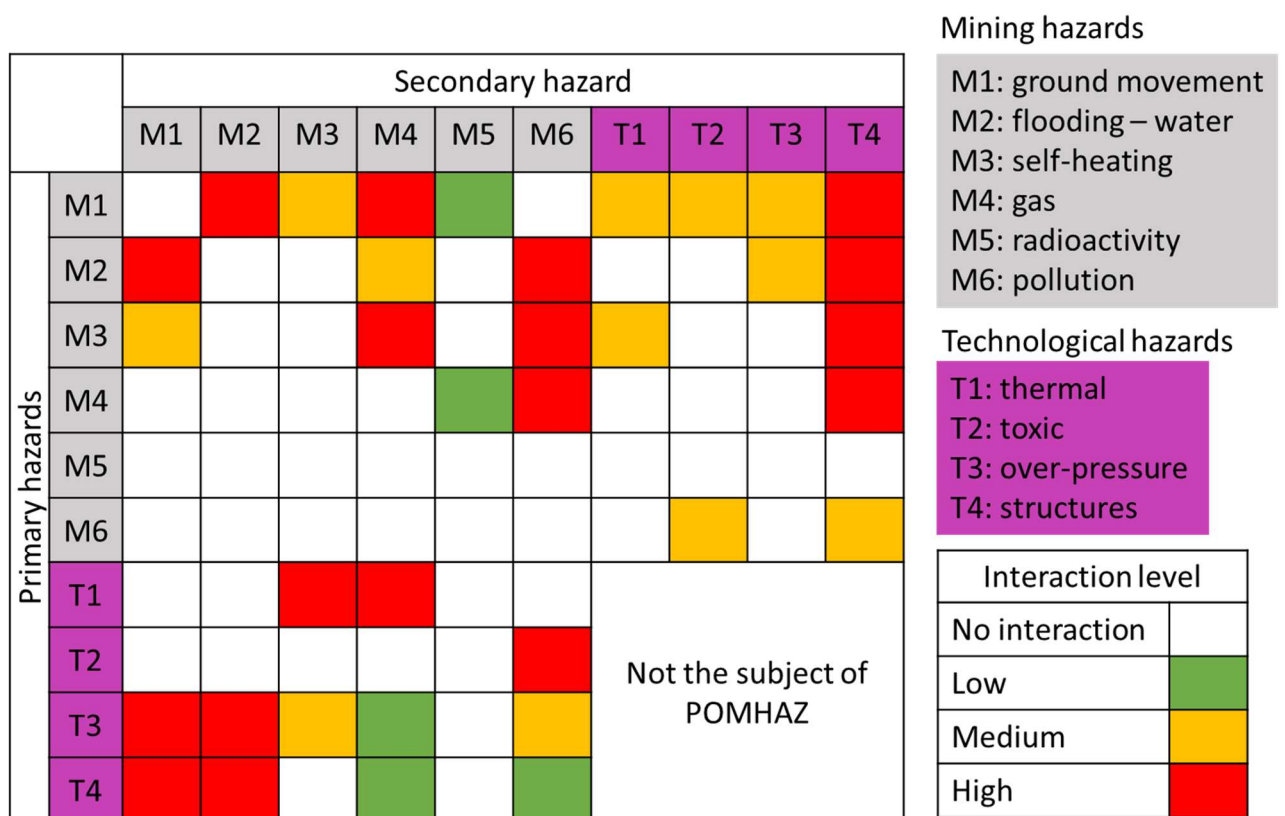 Secondary hazard
M1 M2 M3 M4 M5 M6 T1 T2 T3 T4
Primary hazards
M1
M2
M3
M4
M5
M6
T1
T2
T3
T4
Not the subject of
POMHAZ
Mining hazards
M1: ground movement
M2: flooding – water
M3: self-heating
M4: gas
M5: radioactivity
M6: pollution
Technological hazards
T1: thermal
T2: toxic
T3: over-pressure
T4: structures
Interaction level
No interaction
Low
Medium
High